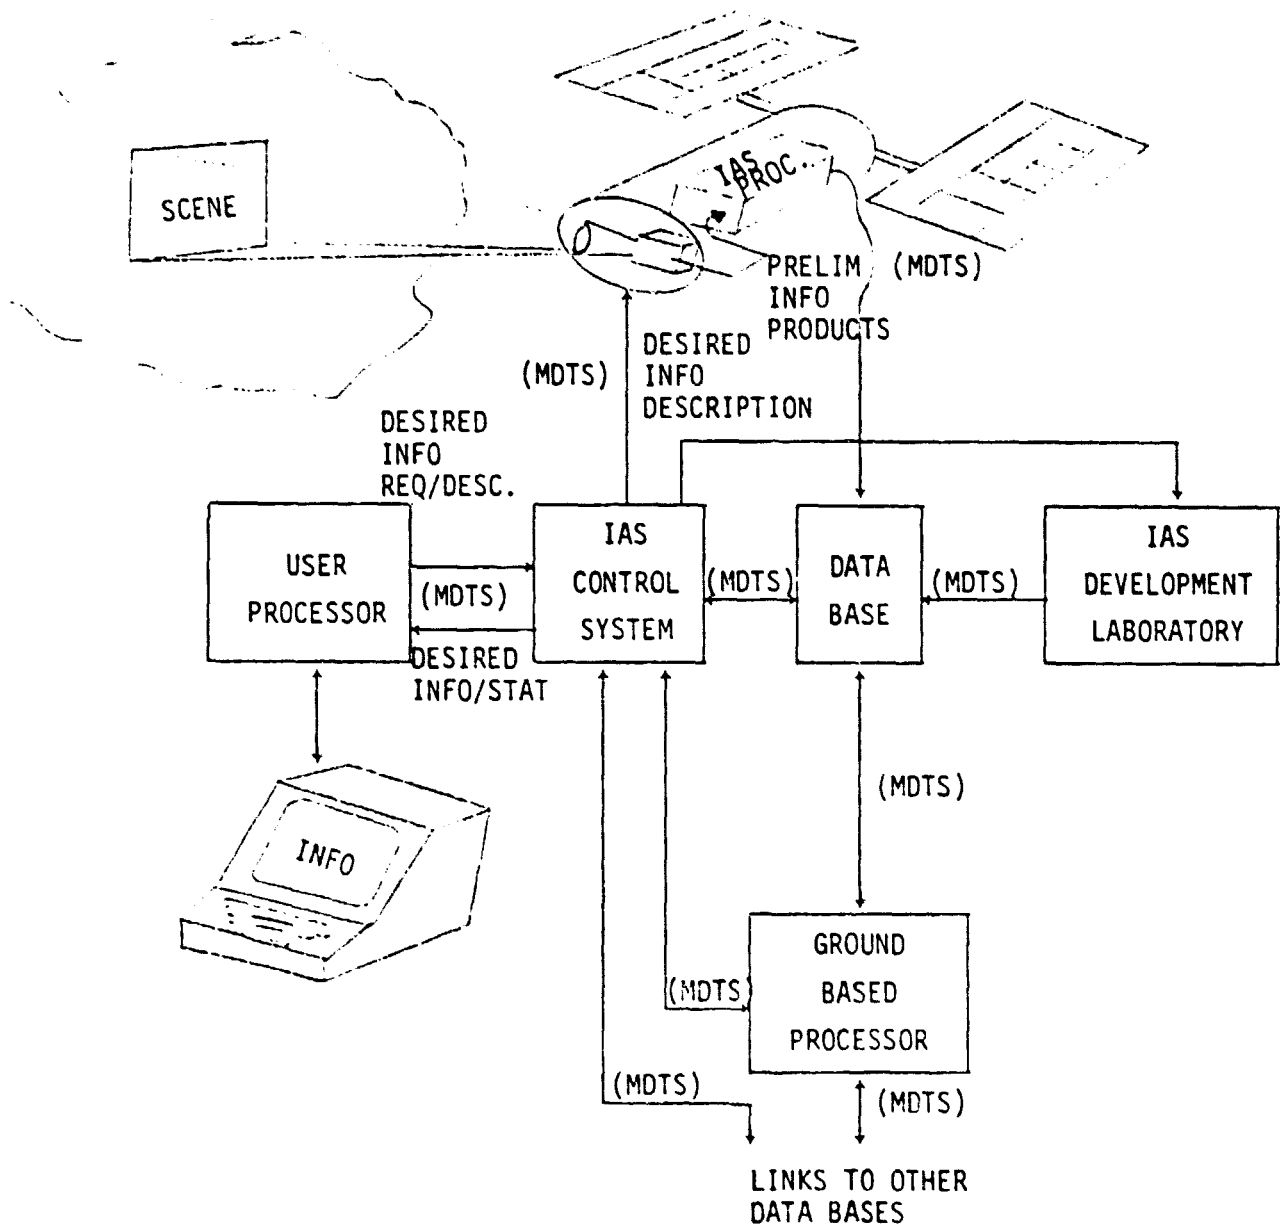 IAS
PROC.
SCENE
PRELIM (MDTS)
INFO
PRODUCTS
DESIRED
INFO
DESCRIPTION
(MDTS)
DESIRED
INFO
REQ/DESC.
USER
PROCESSOR
(MDTS)
DESIRED
INFO/STAT
IAS
CONTROL
SYSTEM
(MDTS)
DATA
BASE
(MDTS)
IAS
DEVELOPMENT
LABORATORY
(MDTS)
INFO
GROUND
BASED
PROCESSOR
(MDTS)
(MDTS)
(MDTS)
LINKS TO OTHER
DATA BASES